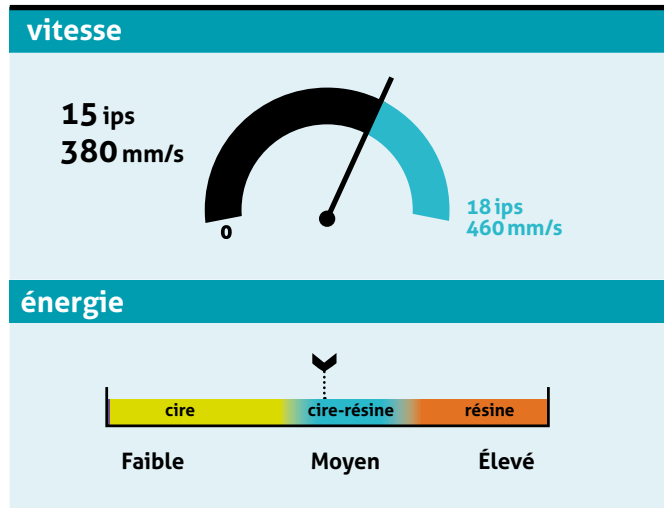 vitesse
15 ips
380 mm/s
0
18 ips
460 mm/s
énergie
cire cire-résine résine
Faible Moyen Élevé